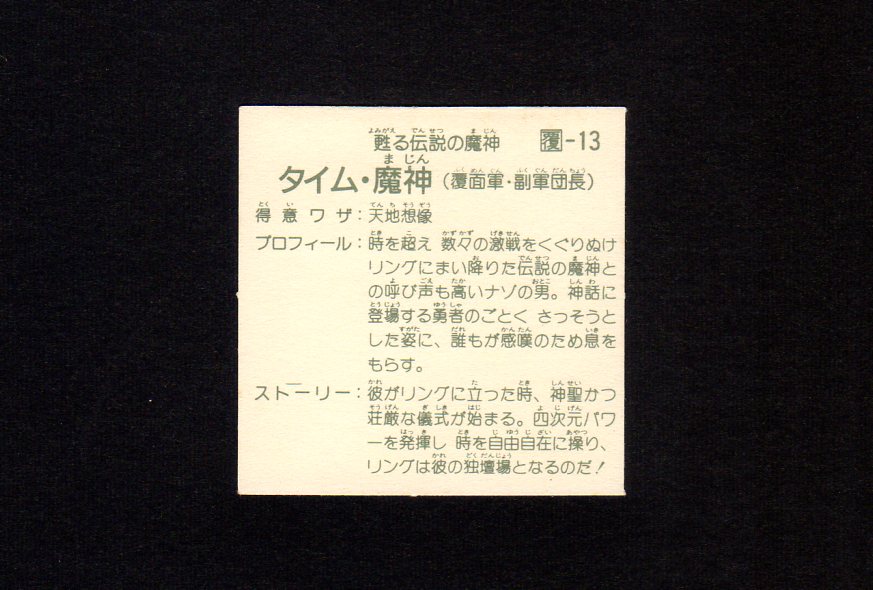 甦る伝説の魔神 覆-13
タイム・魔神(覆面軍・副軍団長)
得意ワザ:天地想像
プロフィール:時を超え 数々の激戦をくぐりぬけ
リングにまい降りた伝説の魔神と
の呼び声も高いナゾの男。神話に
登場する勇者のごとく さっそうと
した姿に、誰もが感嘆のため息を
もらす。
ストーリー:彼がリングに立った時、神聖かつ
荘厳な儀式が始まる。四次元パワ
ーを発揮し 時を自由自在に操り、
リングは彼の独壇場となるのだ!